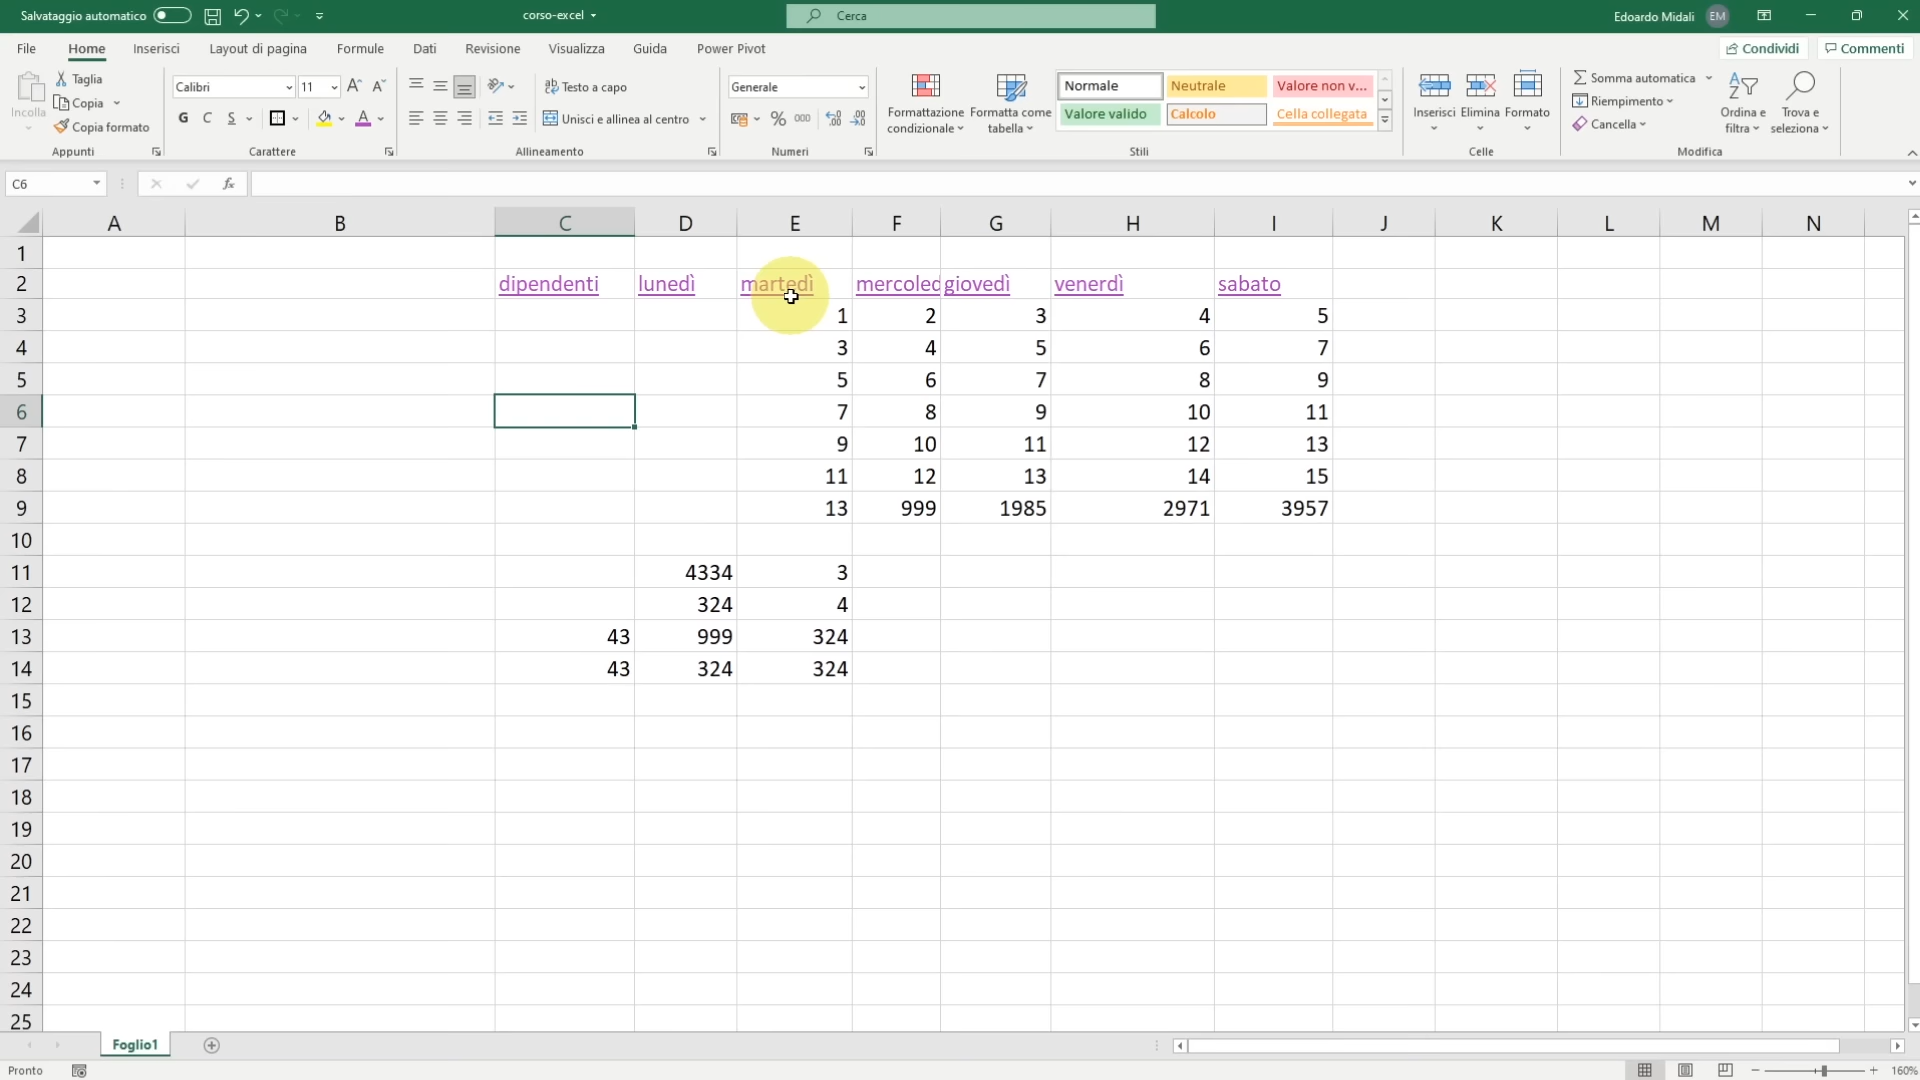 Salvataggio automatico
corso-excel
Cerca
Edoardo Midali
EM
File Home Inserisci Layout di pagina Formule Dati Revisione Visualizza Guida Power Pivot
Condividi Commenti
Incolla
Taglia
Copia
Copia formato
Appunti
Calibri 11
G C S
Carattere
Testo a capo
Unisci e allinea al centro
Allineamento
Generale
% 000
Numeri
Formattazione condizionale
Formatta come tabella
Normale Neutrale Valore non v...
Valore valido Calcolo Cella collegata
Stili
Inserisci Elimina Formato
Celle
Somma automatica
Riempimento
Cancella
Ordina e filtra
Trova e seleziona
Modifica
C6
fx
A B C D E F G H I J K L M N
1
2 dipendenti lunedì martedì mercoled giovedì venerdì sabato
3 1 2 3 4 5
4 3 4 5 6 7
5 5 6 7 8 9
6 7 8 9 10 11
7 9 10 11 12 13
8 11 12 13 14 15
9 13 999 1985 2971 3957
10
11 4334 3
12 324 4
13 43 999 324
14 43 324 324
15
16
17
18
19
20
21
22
23
24
25
Foglio1
Pronto
160%